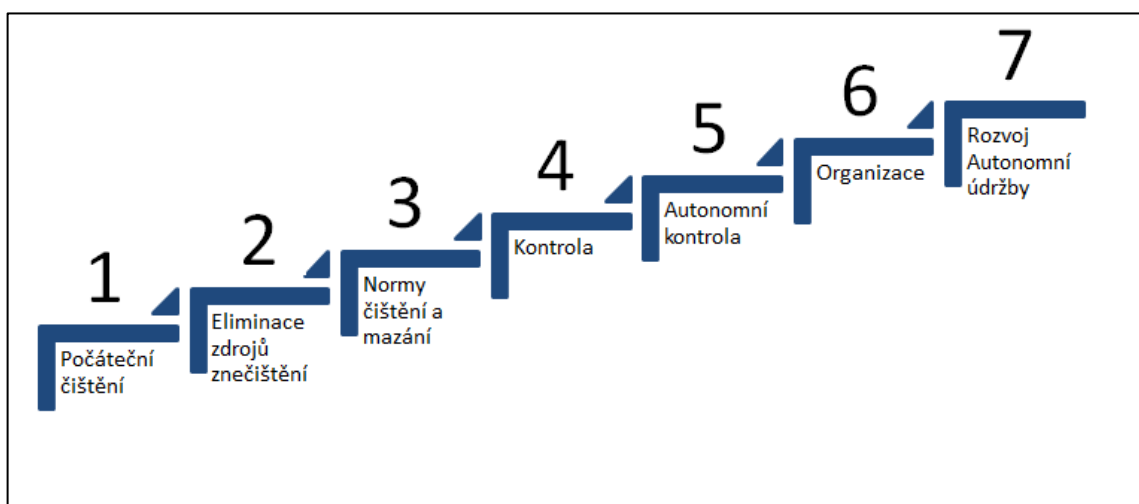 1
Počáteční
čištění
2
Eliminace
zdrojů
znečištění
3
Normy
čištění a
mazání
4
Kontrola
5
Autonomní
kontrola
6
Organizace
7
Rozvoj
Autonomní
údržby